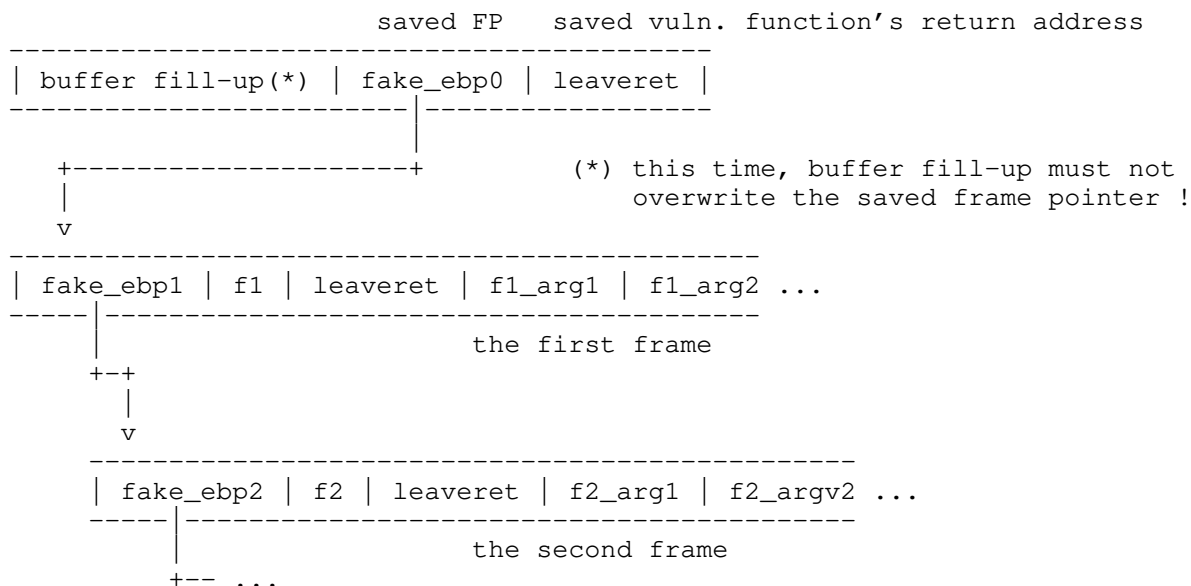 saved FP   saved vuln. function's return address
| buffer fill-up(*) | fake_ebp0 | leaveret |
(*) this time, buffer fill-up must not
overwrite the saved frame pointer !
v
| fake_ebp1 | f1 | leaveret | f1_arg1 | f1_arg2 ...
the first frame
v
| fake_ebp2 | f2 | leaveret | f2_arg1 | f2_argv2 ...
the second frame
+-- ...